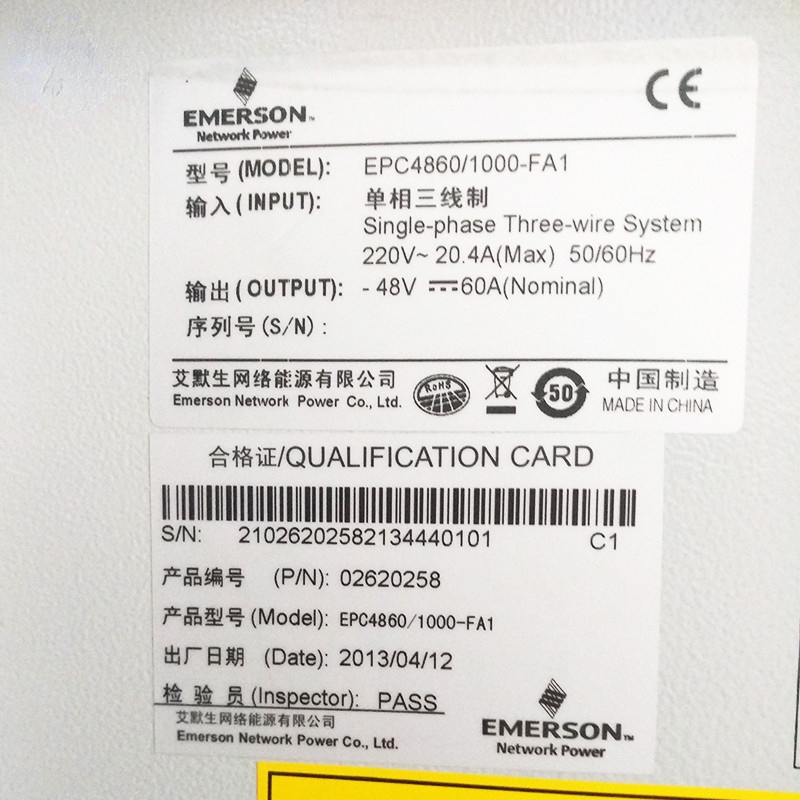 EMERSON™
Network Power
CE
型号(MODEL): EPC4860/1000-FA1
输入(INPUT): 单相三线制
Single-phase Three-wire System
220V~ 20.4A(Max) 50/60Hz
输出(OUTPUT): -48V ⎓60A(Nominal)
序列号(S/N):
艾默生网络能源有限公司
Emerson Network Power Co., Ltd.
RoHS
50
中国制造
MADE IN CHINA
合格证/QUALIFICATION CARD
S/N: 21026202582134440101 C1
产品编号 (P/N): 02620258
产品型号(Model): EPC4860/1000-FA1
出厂日期 (Date): 2013/04/12
检 验 员(Inspector): PASS
艾默生网络能源有限公司
Emerson Network Power Co., Ltd.
EMERSON™
Network Power